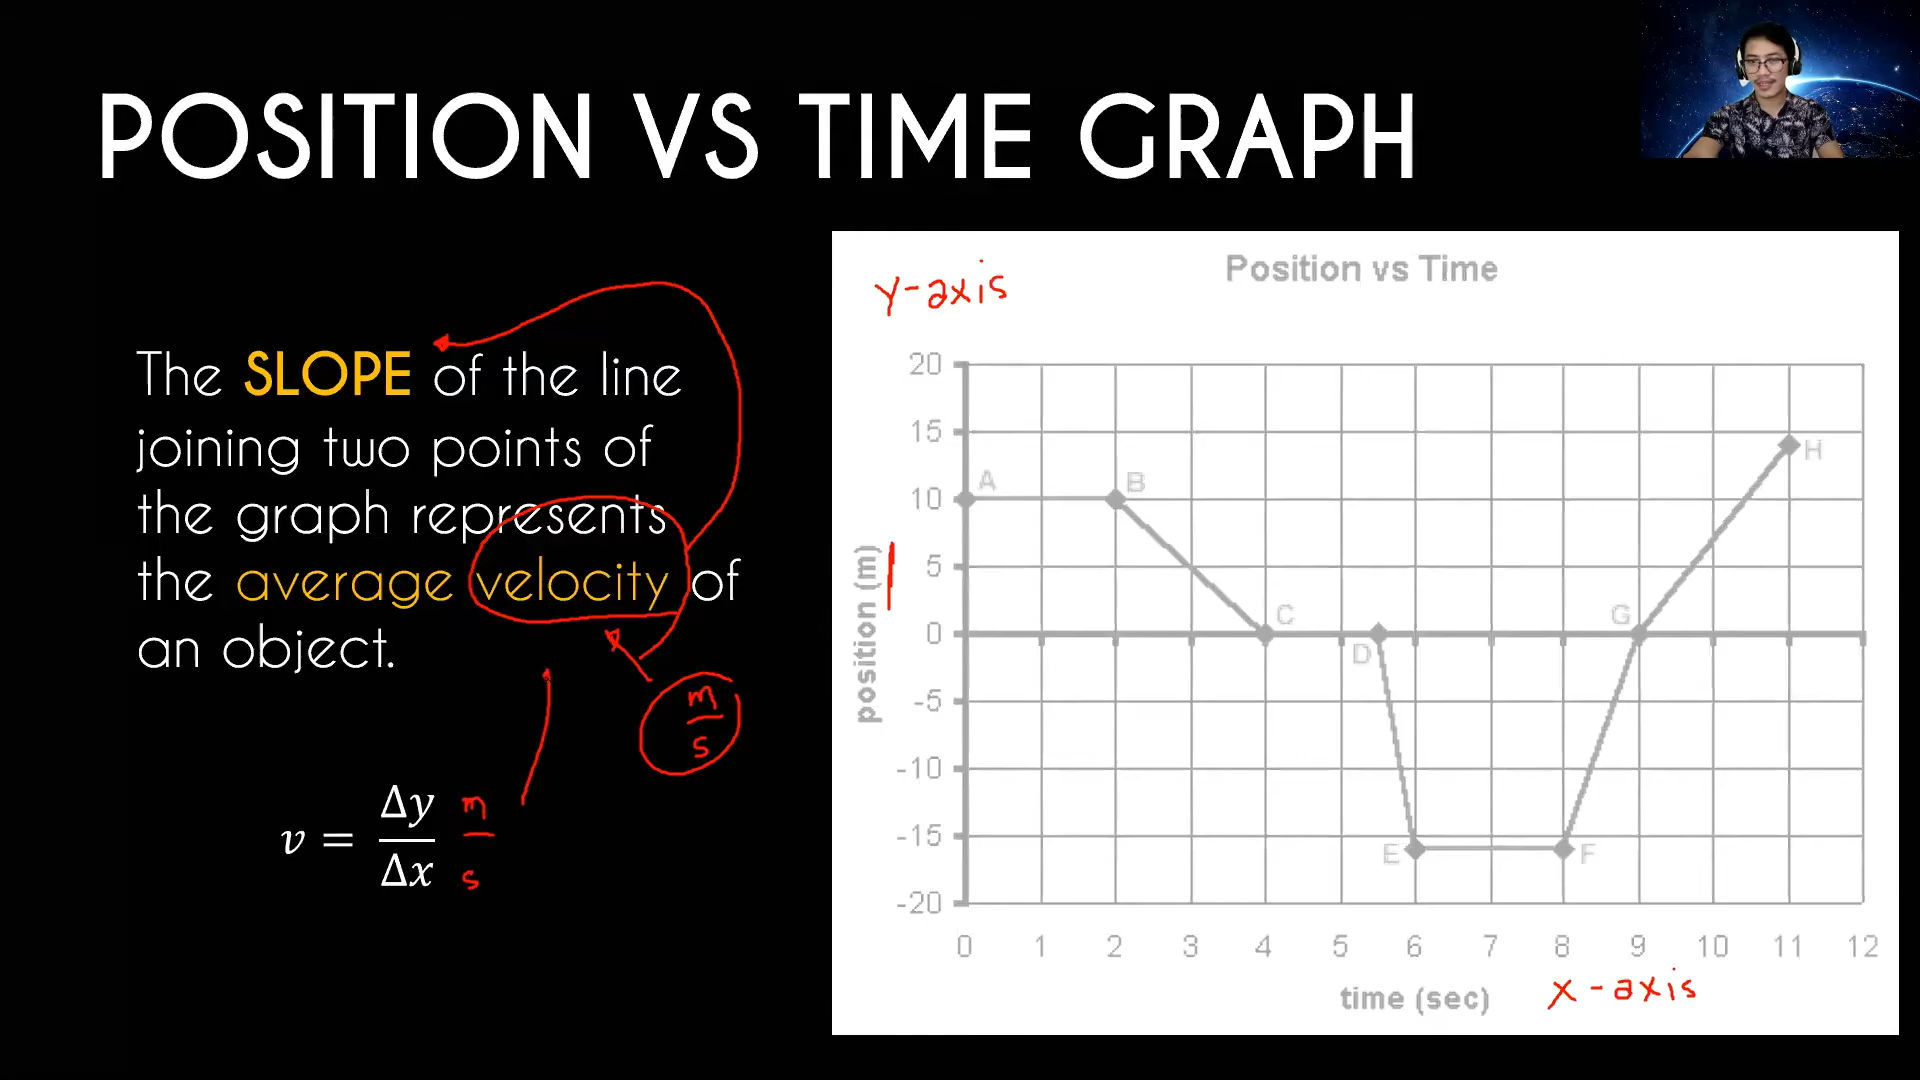 POSITION VS TIME GRAPH
The SLOPE of the line
joining two points of
the graph represents
the average velocity of
an object.
m
s
v = Δy m
Δx s
y-axis
Position vs Time
20
15
10
5
0
-5
-10
-15
-20
position (m)
A
B
C
D
E
F
G
H
0 1 2 3 4 5 6 7 8 9 10 11 12
time (sec)
x-axis